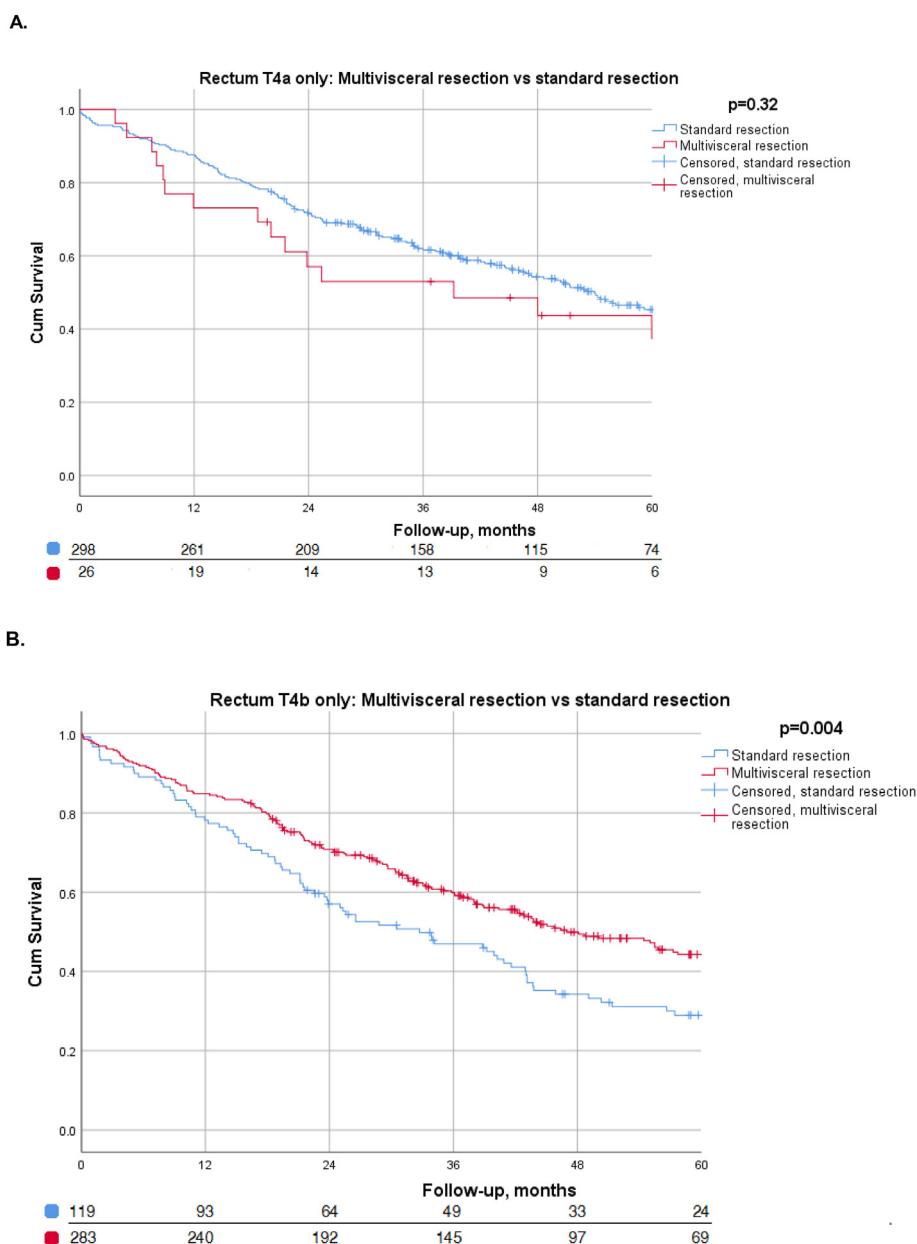 A.
Rectum T4a only: Multivisceral resection vs standard resection
p=0.32
Standard resection
Multivisceral resection
Censored, standard resection
Censored, multivisceral
resection
Cum Survival
1.0
0.8
0.6
0.4
0.2
0.0
0 12 24 36 48 60
Follow-up, months
298 261 209 158 115 74
26 19 14 13 9 6
B.
Rectum T4b only: Multivisceral resection vs standard resection
p=0.004
Standard resection
Multivisceral resection
Censored, standard resection
Censored, multivisceral
resection
Cum Survival
1.0
0.8
0.6
0.4
0.2
0.0
0 12 24 36 48 60
Follow-up, months
119 93 64 49 33 24
283 240 192 145 97 69